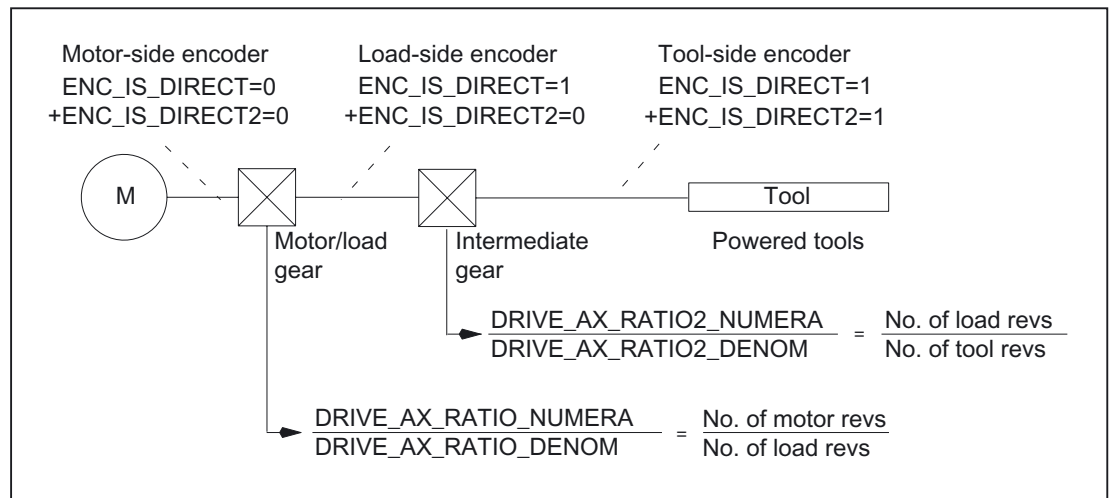 Motor-side encoder
ENC_IS_DIRECT=0
+ENC_IS_DIRECT2=0
Load-side encoder
ENC_IS_DIRECT=1
+ENC_IS_DIRECT2=0
Tool-side encoder
ENC_IS_DIRECT=1
+ENC_IS_DIRECT2=1
M
Tool
Motor/load
gear
Intermediate
gear
Powered tools
DRIVE_AX_RATIO2_NUMERA
DRIVE_AX_RATIO2_DENOM
=
No. of load revs
No. of tool revs
DRIVE_AX_RATIO_NUMERA
DRIVE_AX_RATIO_DENOM
=
No. of motor revs
No. of load revs